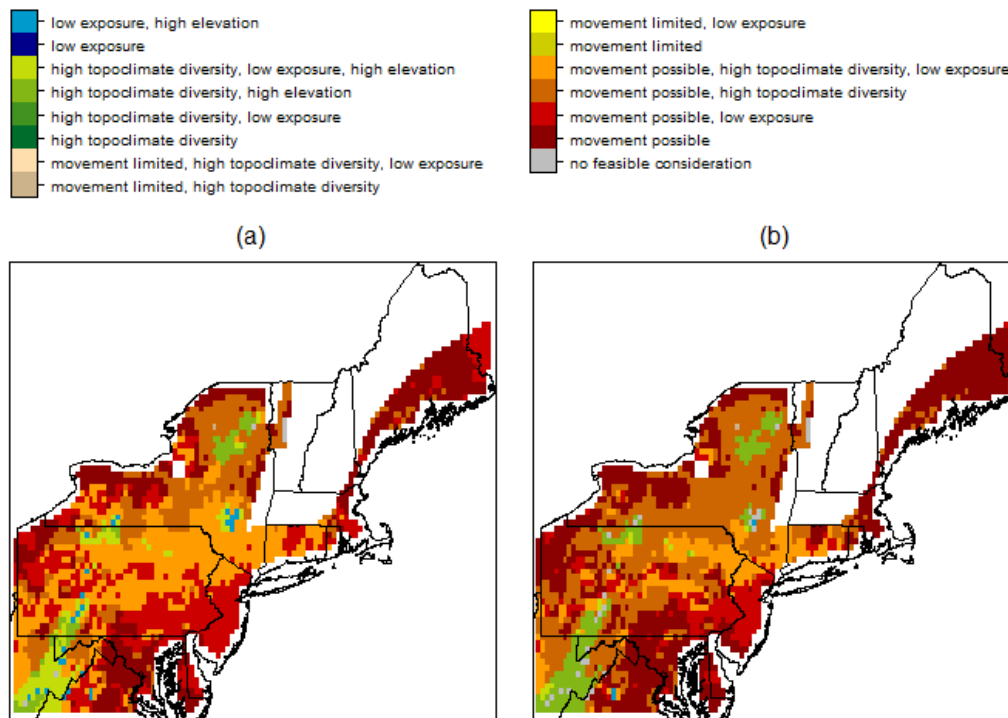 low exposure, high elevation
low exposure
high topoclimate diversity, low exposure, high elevation
high topoclimate diversity, high elevation
high topoclimate diversity, low exposure
high topoclimate diversity
movement limited, high topoclimate diversity, low exposure
movement limited, high topoclimate diversity
movement limited, low exposure
movement limited
movement possible, high topoclimate diversity, low exposure
movement possible, high topoclimate diversity
movement possible, low exposure
movement possible
no feasible consideration
(a)
(b)